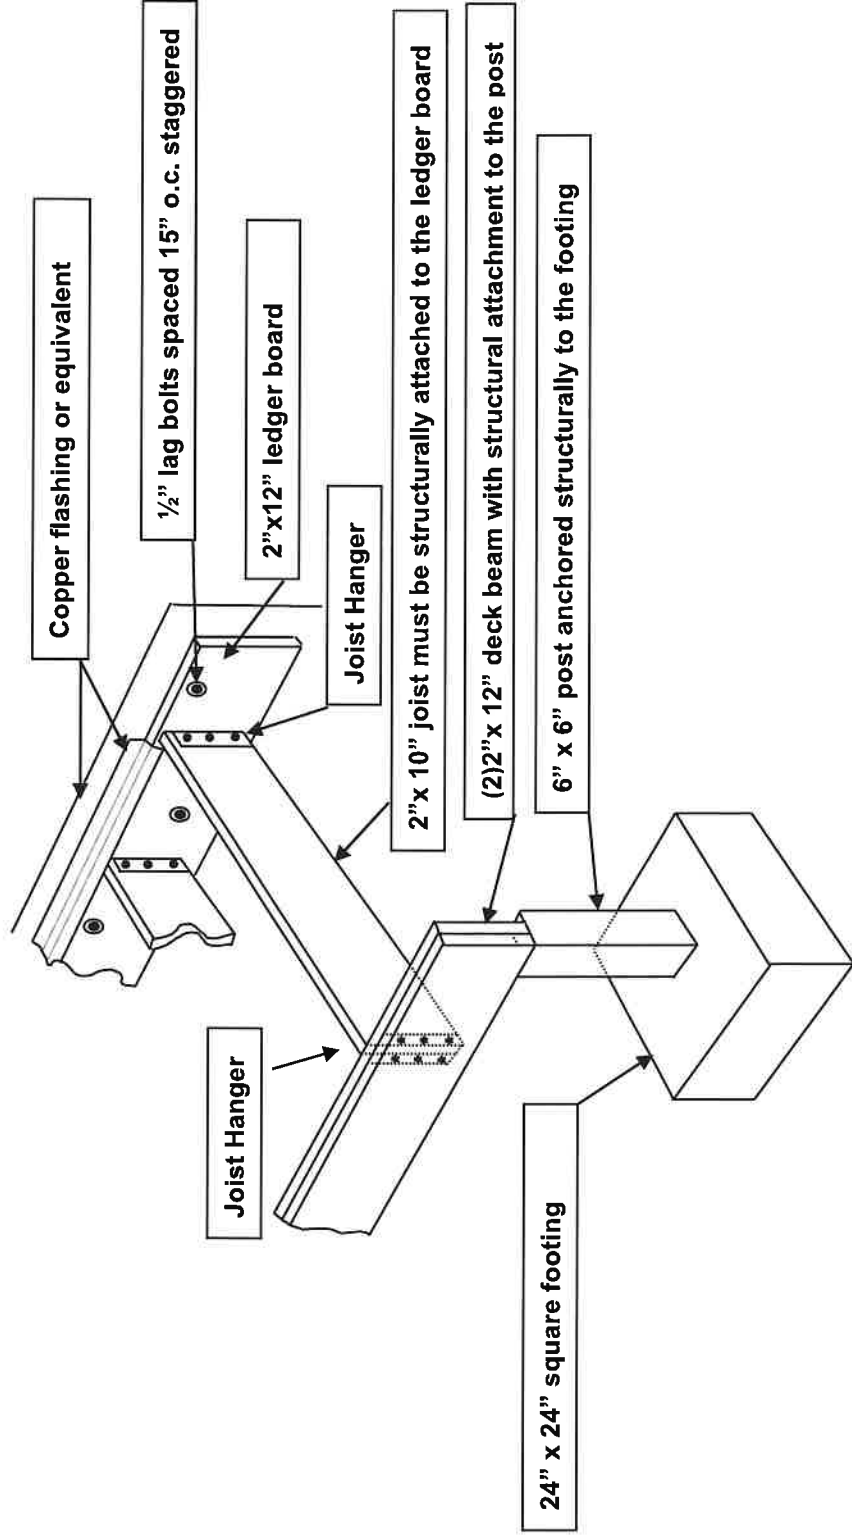 Copper flashing or equivalent
½” lag bolts spaced 15” o.c. staggered
2”x12” ledger board
Joist Hanger
2”x 10” joist must be structurally attached to the ledger board
(2)2”x 12” deck beam with structural attachment to the post
6” x 6” post anchored structurally to the footing
Joist Hanger
24” x 24” square footing